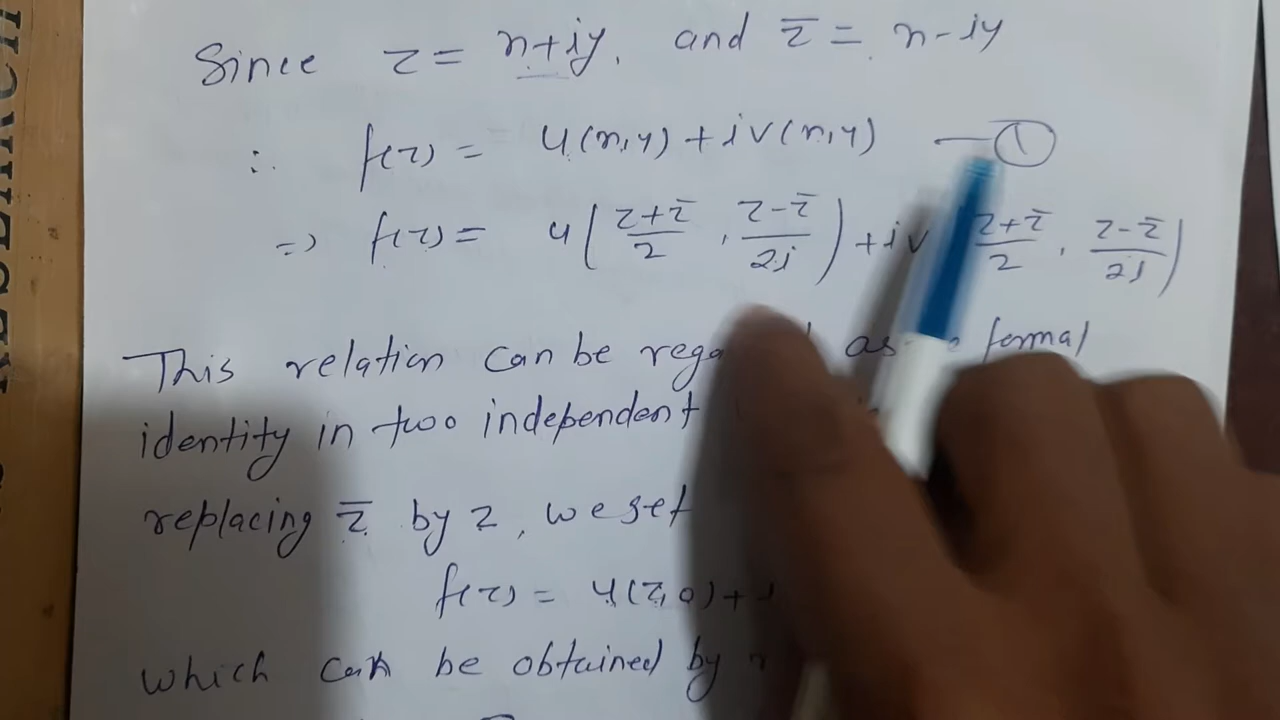 Since z = x+iy, and z̅ = x-iy
∴ f(z) = u(x,y) + iv(x,y) — ①
=> f(z) = u( (z+z̅)/2 , (z-z̅)/2i ) + iv (z+z̅)/2 , (z-z̅)/2i )
This relation can be as formal
identity in two independent
replacing z̅ by z, we get
f(z) = u(z,0) +
which can be obtained by